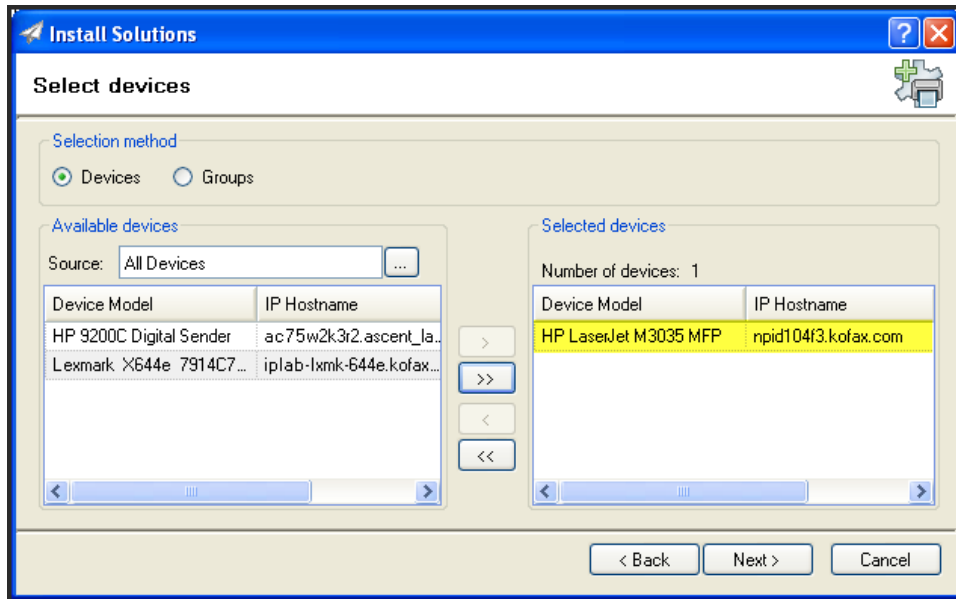 Install Solutions
Select devices
Selection method
Devices Groups
Available devices
Source: All Devices ...
Device Model IP Hostname
HP 9200C Digital Sender ac75w2k3r2.ascent_la..
Lexmark X644e 7914C7... iplab-lxmk-644e.kofax...
>
>>
<
<<
Selected devices
Number of devices: 1
Device Model IP Hostname
HP LaserJet M3035 MFP npid104f3.kofax.com
< Back Next > Cancel